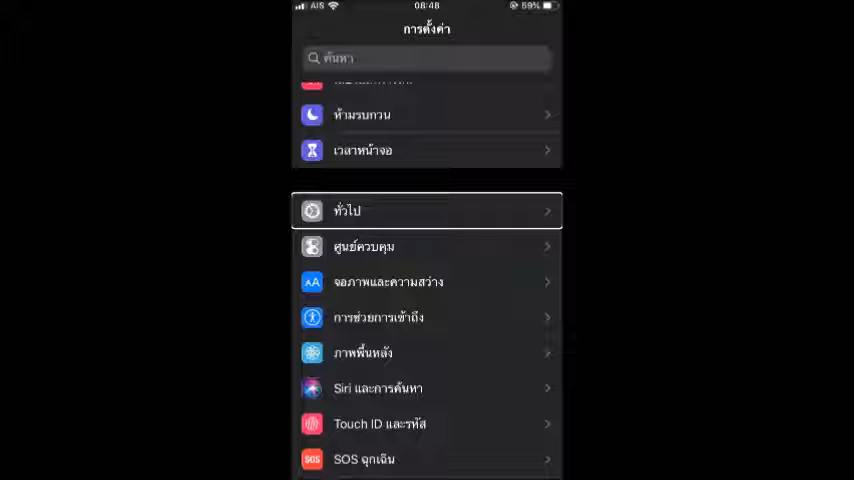 AIS
08:48
59%
การตั้งค่า
ค้นหา
ห้ามรบกวน
เวลาหน้าจอ
ทั่วไป
ศูนย์ควบคุม
AA จอภาพและความสว่าง
การช่วยการเข้าถึง
ภาพพื้นหลัง
Siri และการค้นหา
Touch ID และรหัส
SOS SOS ฉุกเฉิน